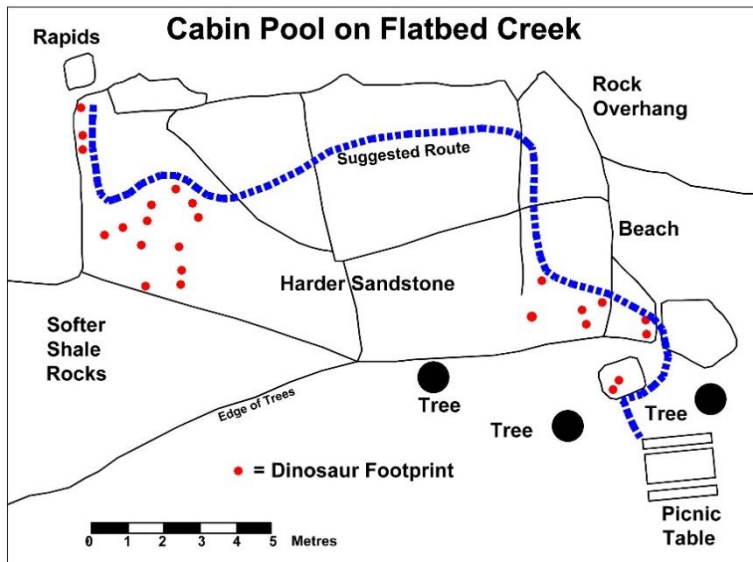 Cabin Pool on Flatbed Creek
Rapids
Rock
Overhang
Suggested Route
Beach
Harder Sandstone
Softer
Shale
Rocks
Edge of Trees
Tree
Tree
Tree
= Dinosaur Footprint
Picnic
Table
0 1 2 3 4 5 Metres